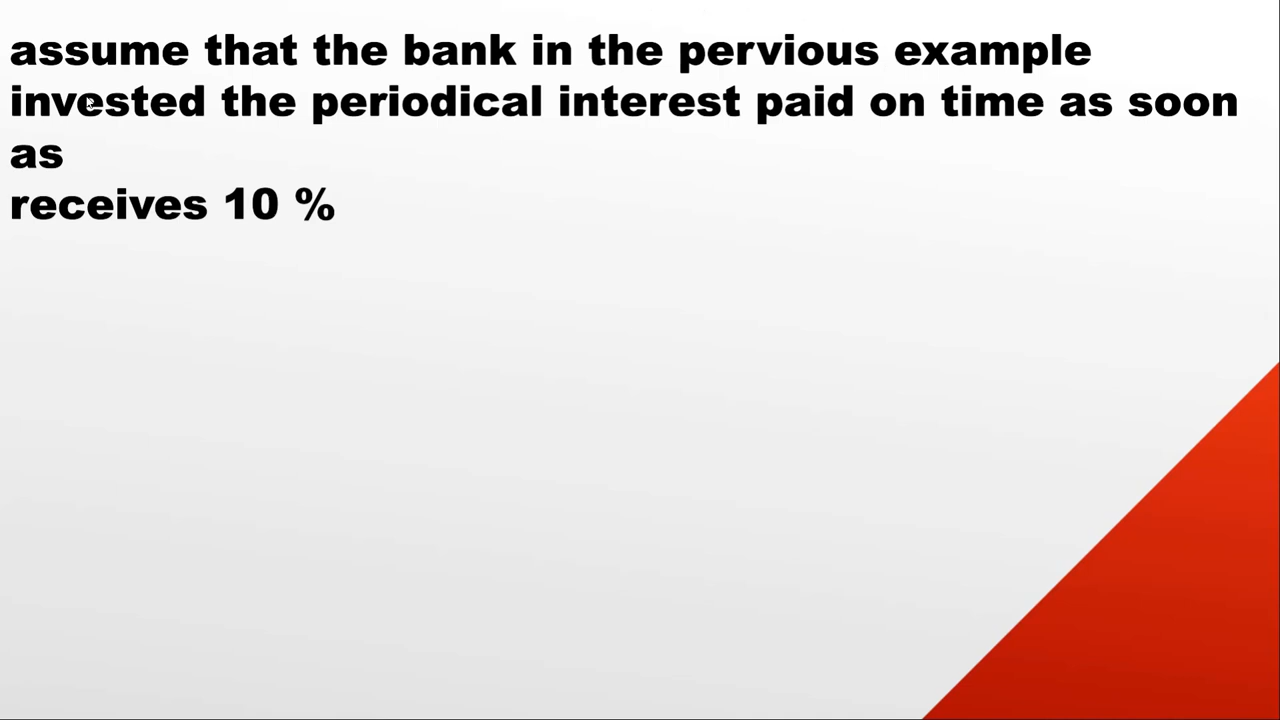 assume that the bank in the pervious example
invested the periodical interest paid on time as soon
as
receives 10 %